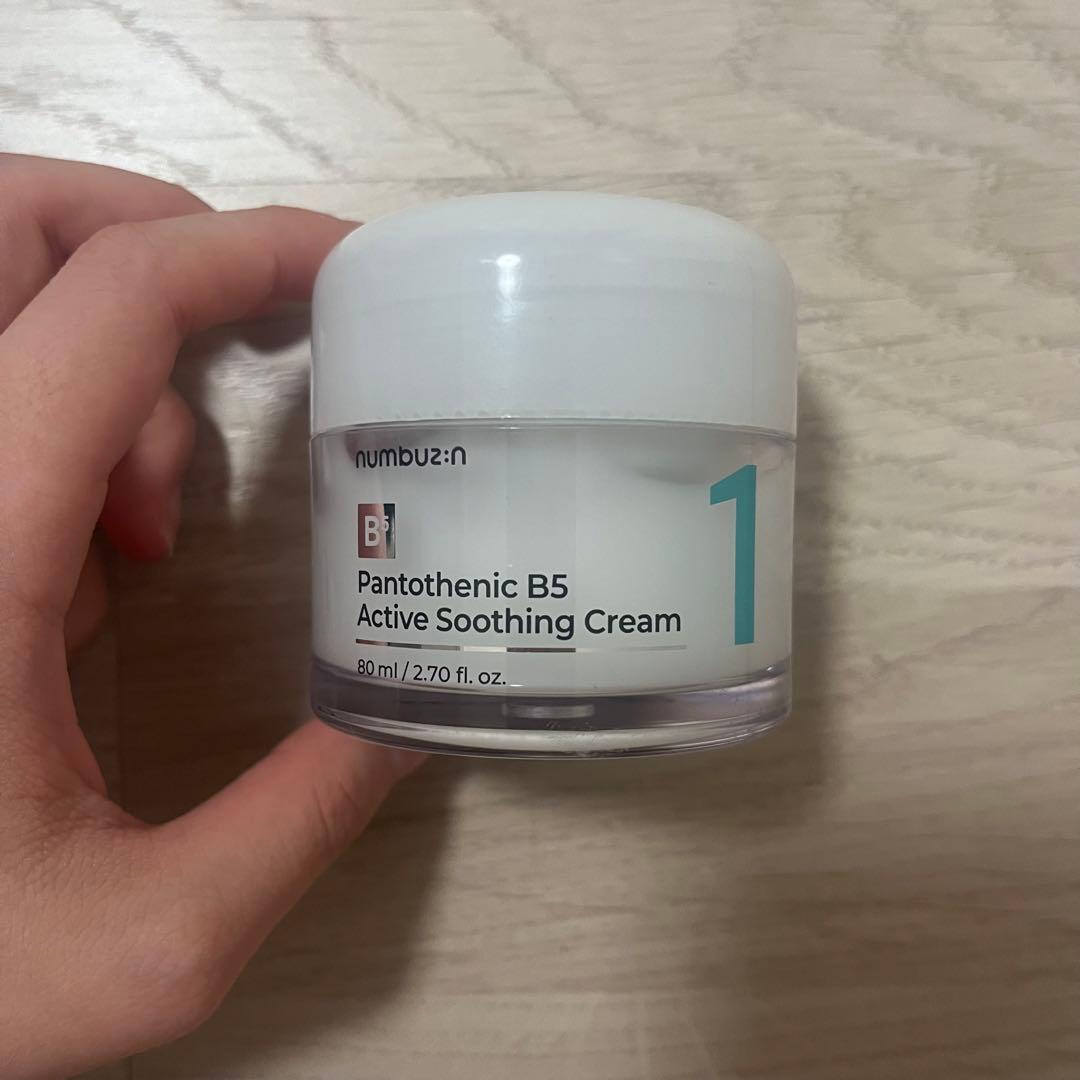 numbuz:n
B5
Pantothenic B5
Active Soothing Cream
80 ml / 2.70 fl. oz.
1